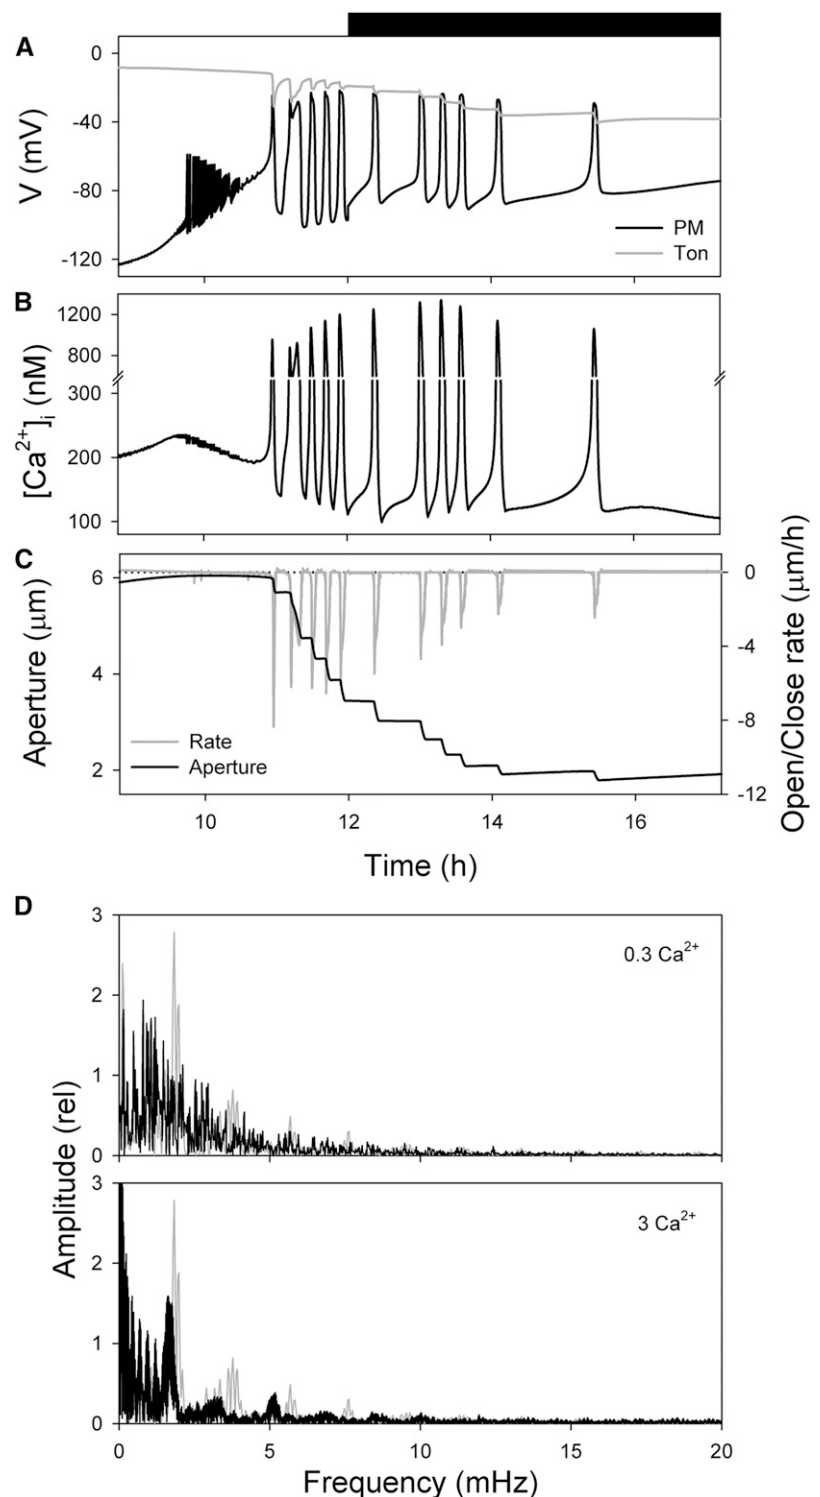 A
0
-40
-80
-120
V (mV)
PM
Ton
B
1200
800
300
200
100
[Ca²⁺]ᵢ (nM)
C
6
4
2
Aperture (μm)
0
-4
-8
-12
Open/Close rate (μm/h)
Rate
Aperture
10 12 14 16
Time (h)
D
3
2
1
0
0.3 Ca²⁺
Amplitude (rel)
3
2
1
0
3 Ca²⁺
0 5 10 15 20
Frequency (mHz)